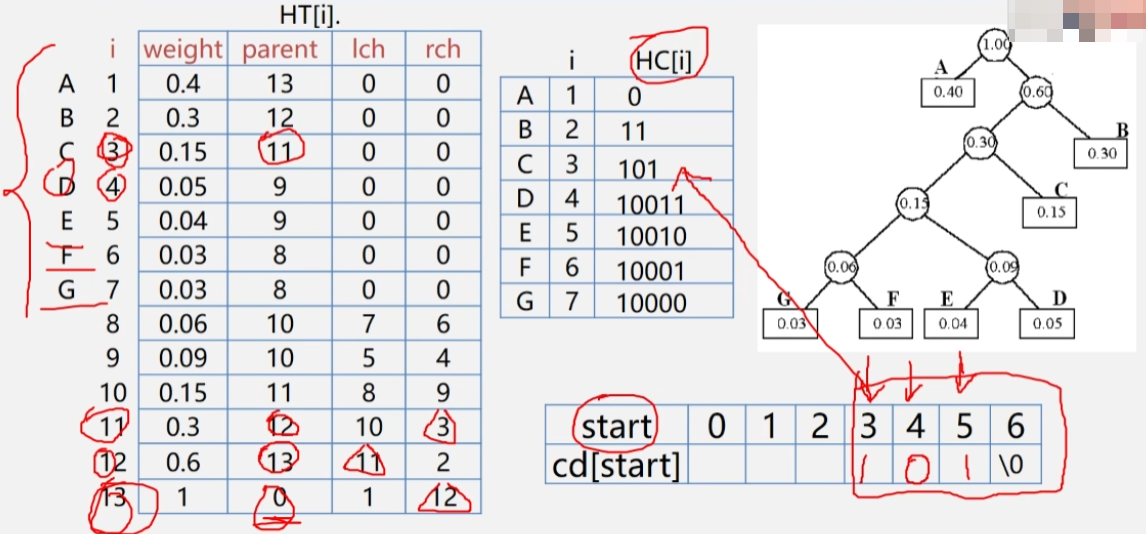 HT[i].
i weight parent lch rch
A 1 0.4 13 0 0
B 2 0.3 12 0 0
C 3 0.15 11 0 0
D 4 0.05 9 0 0
E 5 0.04 9 0 0
F 6 0.03 8 0 0
G 7 0.03 8 0 0
8 0.06 10 7 6
9 0.09 10 5 4
10 0.15 11 8 9
11 0.3 12 10 3
12 0.6 13 11 2
13 1 0 1 12
i HC[i]
A 1 0
B 2 11
C 3 101
D 4 10011
E 5 10010
F 6 10001
G 7 10000
1.00
A
0.40
0.60
B
0.30
0.30
C
0.15
0.15
0.06
0.09
G F E D
0.03 0.03 0.04 0.05
start 0 1 2 3 4 5 6
cd[start] 1 0 1 \0